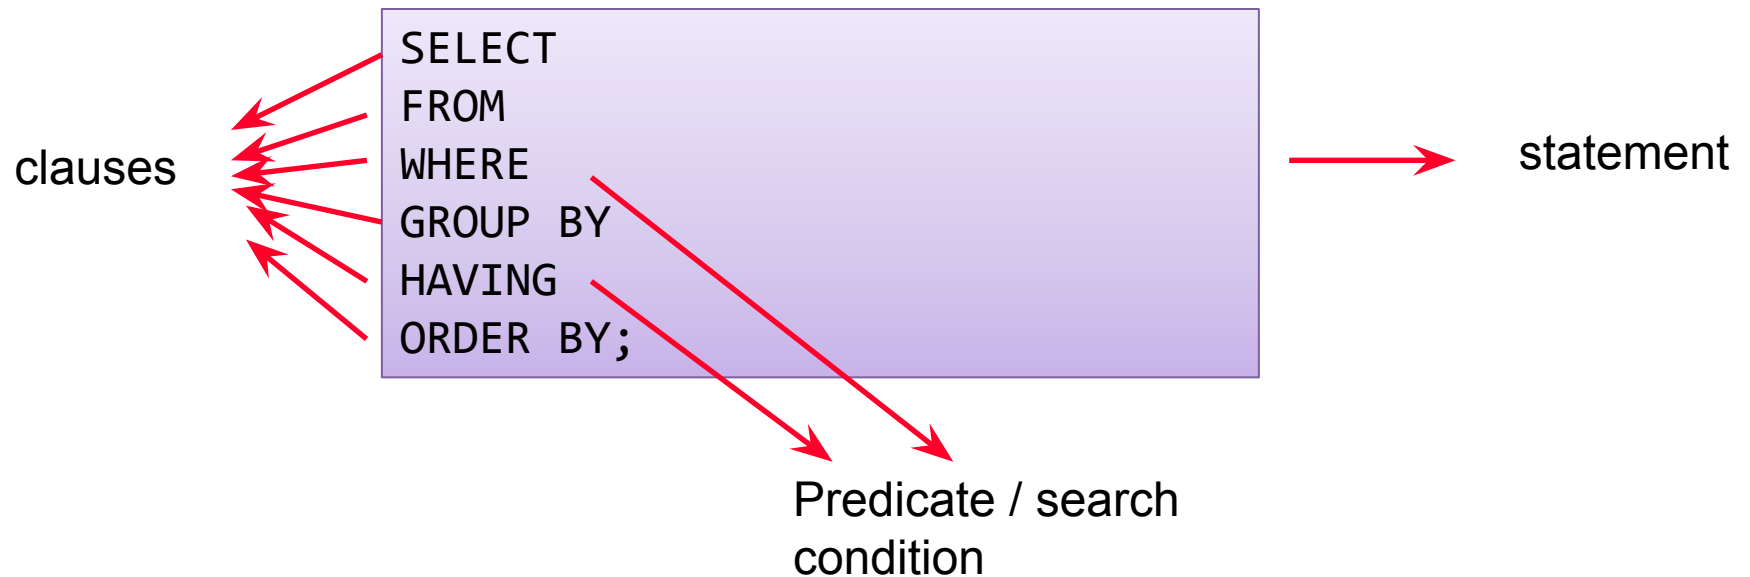 SELECT
FROM
WHERE
GROUP BY
HAVING
ORDER BY;
clauses
statement
Predicate / search
condition